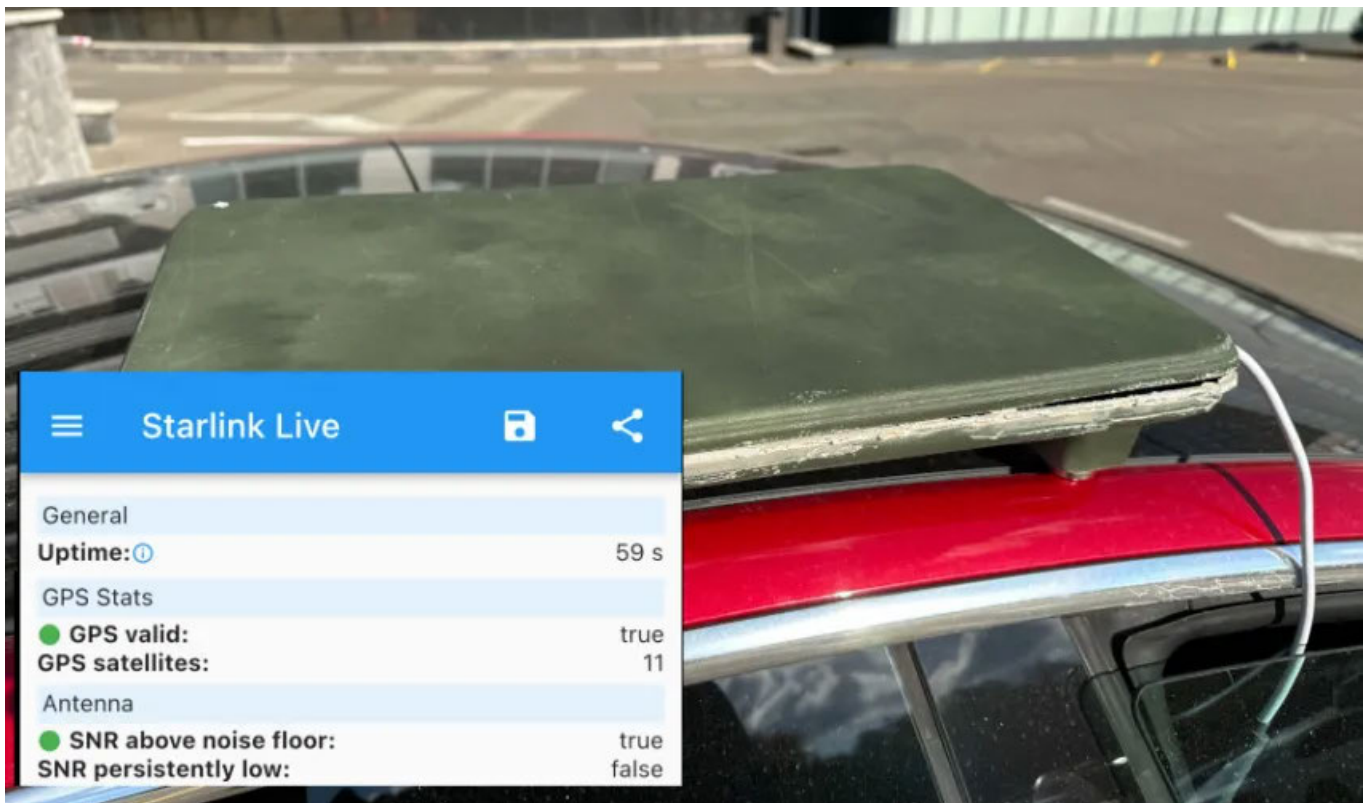 Starlink Live
General
Uptime: 59 s
GPS Stats
GPS valid: true
GPS satellites: 11
Antenna
SNR above noise floor: true
SNR persistently low: false